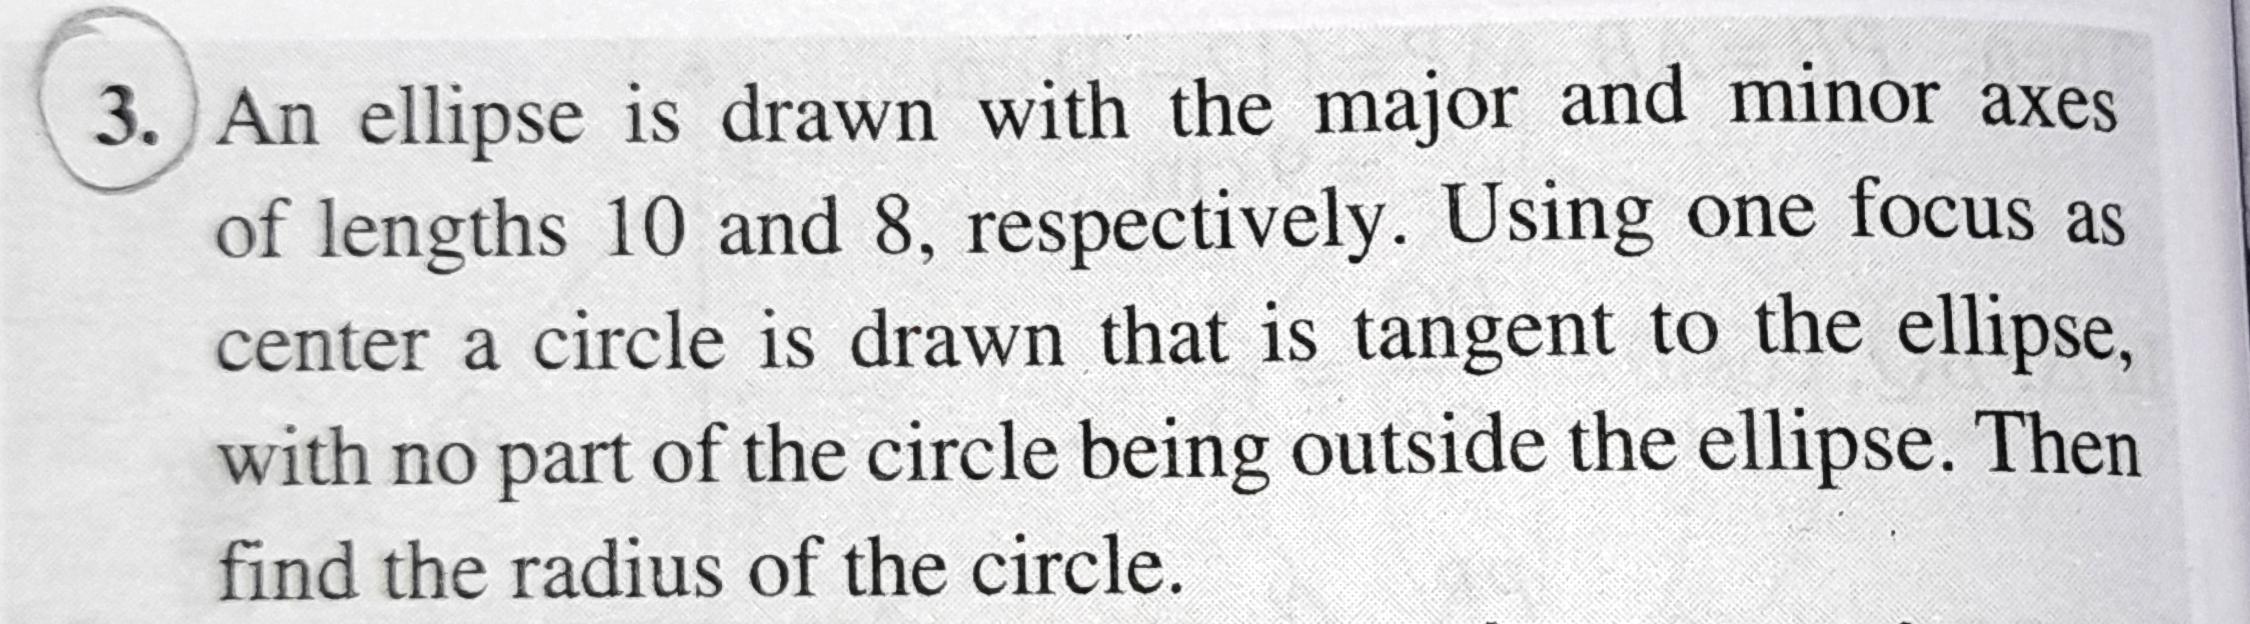 3. An ellipse is drawn with the major and minor axes
of lengths 10 and 8, respectively. Using one focus as
center a circle is drawn that is tangent to the ellipse,
with no part of the circle being outside the ellipse. Then
find the radius of the circle.